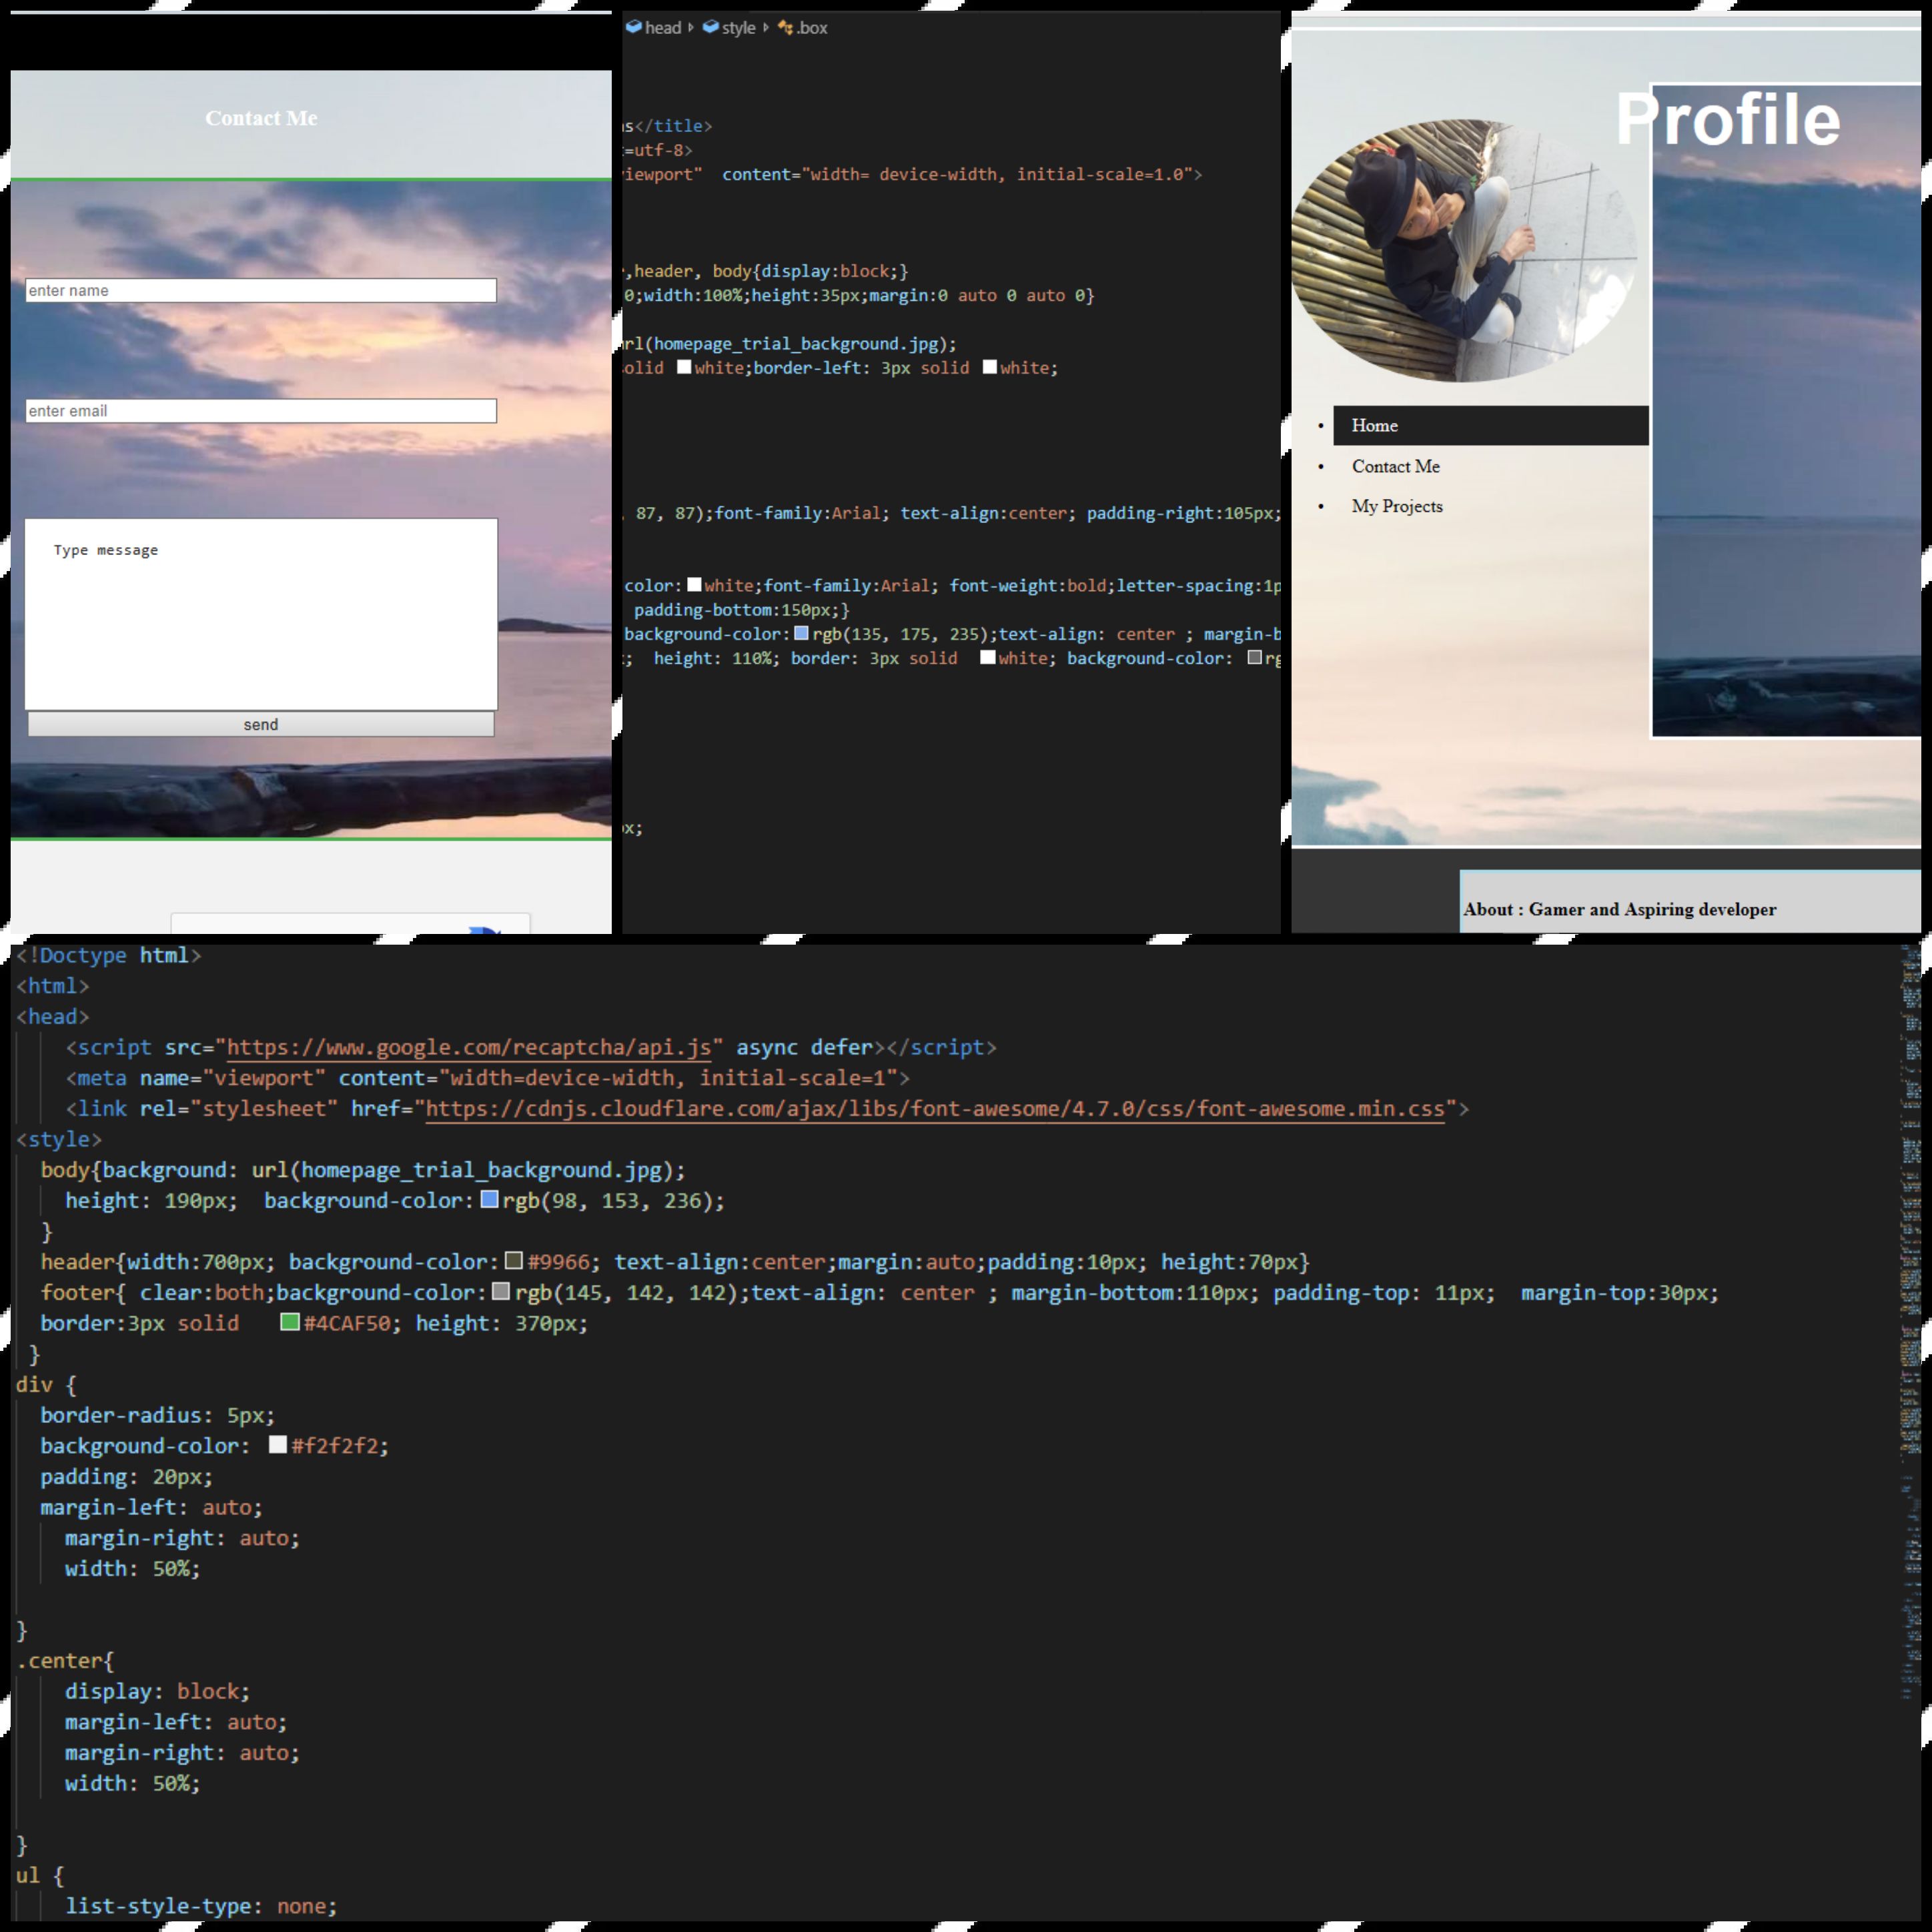 Contact Me
enter name
enter email
Type message
send
head style .box
s</title>
=utf-8>
viewport" content="width= device-width, initial-scale=1.0">
,header, body{display:block;}
0;width:100%;height:35px;margin:0 auto 0 auto 0}
url(homepage_trial_background.jpg);
solid white;border-left: 3px solid white;
, 87, 87);font-family:Arial; text-align:center; padding-right:105px;
color: white;font-family:Arial; font-weight:bold;letter-spacing:1p
padding-bottom:150px;}
background-color: rgb(135, 175, 235);text-align: center ; margin-b
; height: 110%; border: 3px solid white; background-color: rg
x;
Profile
• Home
• Contact Me
• My Projects
About : Gamer and Aspiring developer
<!Doctype html>
<html>
<head>
<script src="https://www.google.com/recaptcha/api.js" async defer></script>
<meta name="viewport" content="width=device-width, initial-scale=1">
<link rel="stylesheet" href="https://cdnjs.cloudflare.com/ajax/libs/font-awesome/4.7.0/css/font-awesome.min.css">
<style>
body{background: url(homepage_trial_background.jpg);
height: 190px; background-color: rgb(98, 153, 236);
}
header{width:700px; background-color: #9966; text-align:center;margin:auto;padding:10px; height:70px}
footer{ clear:both;background-color: rgb(145, 142, 142);text-align: center ; margin-bottom:110px; padding-top: 11px; margin-top:30px;
border:3px solid #4CAF50; height: 370px;
}
div {
border-radius: 5px;
background-color: #f2f2f2;
padding: 20px;
margin-left: auto;
margin-right: auto;
width: 50%;
}
.center{
display: block;
margin-left: auto;
margin-right: auto;
width: 50%;
}
ul {
list-style-type: none;